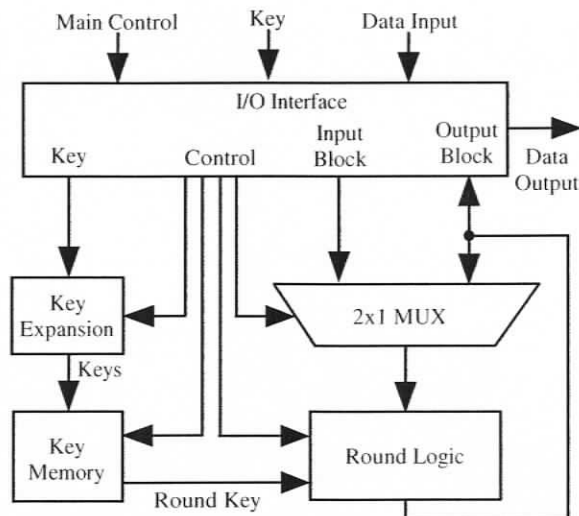 Main Control
Key
Data Input
I/O Interface
Key
Control
Input
Block
Output
Block
Data
Output
Key
Expansion
2x1 MUX
Keys
Key
Memory
Round Logic
Round Key